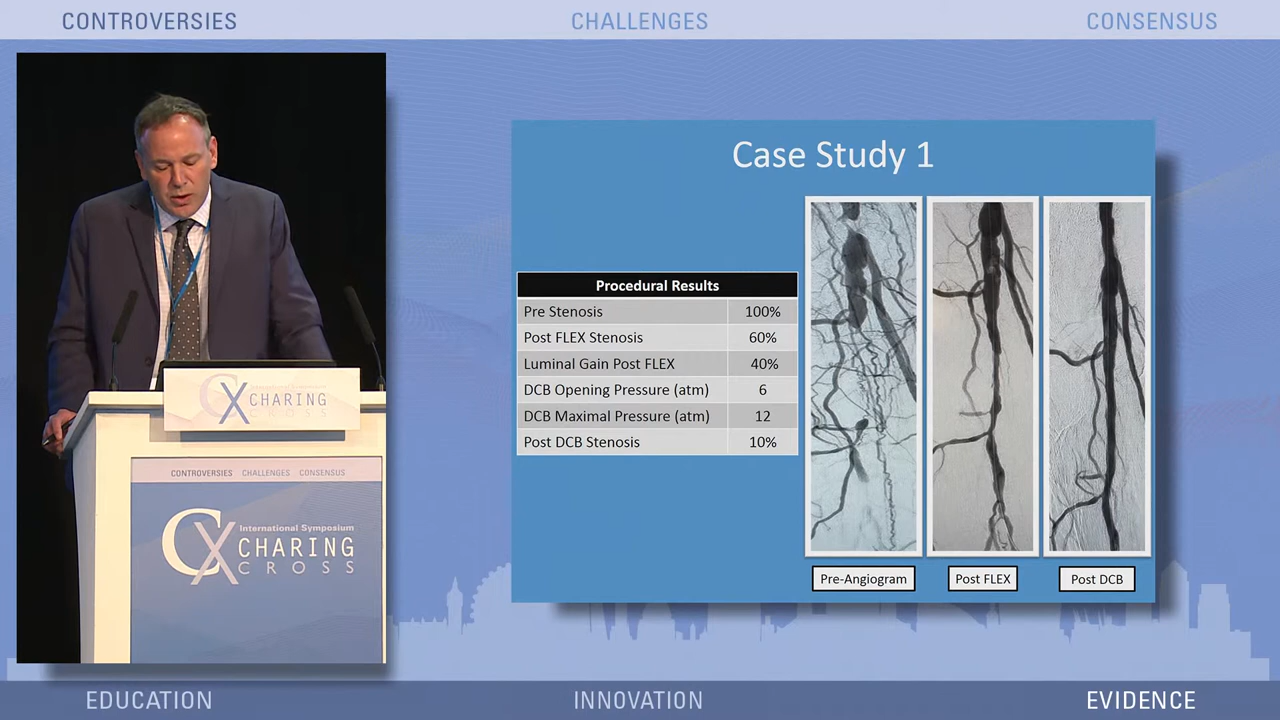 CONTROVERSIES CHALLENGES CONSENSUS
Case Study 1
Procedural Results
Pre Stenosis 100%
Post FLEX Stenosis 60%
Luminal Gain Post FLEX 40%
DCB Opening Pressure (atm) 6
DCB Maximal Pressure (atm) 12
Post DCB Stenosis 10%
Pre-Angiogram Post FLEX Post DCB
International Symposium
CX CHARING
CROSS
CONTROVERSIES CHALLENGES CONSENSUS
International Symposium
CX CHARING
CROSS
EDUCATION INNOVATION EVIDENCE